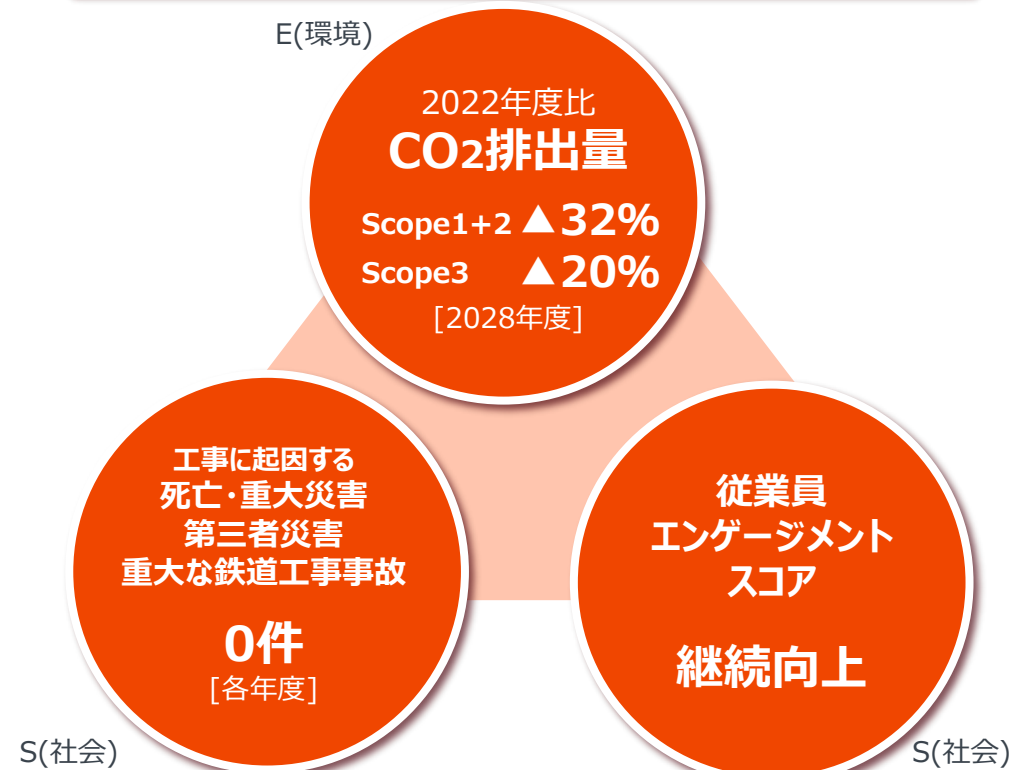 E(環境)
2022年度比
CO2排出量
Scope1+2 ▲32%
Scope3 ▲20%
[2028年度]
工事に起因する
死亡・重大災害
第三者災害
重大な鉄道工事事故
0件
[各年度]
S(社会)
従業員
エンゲージメント
スコア
継続向上
S(社会)